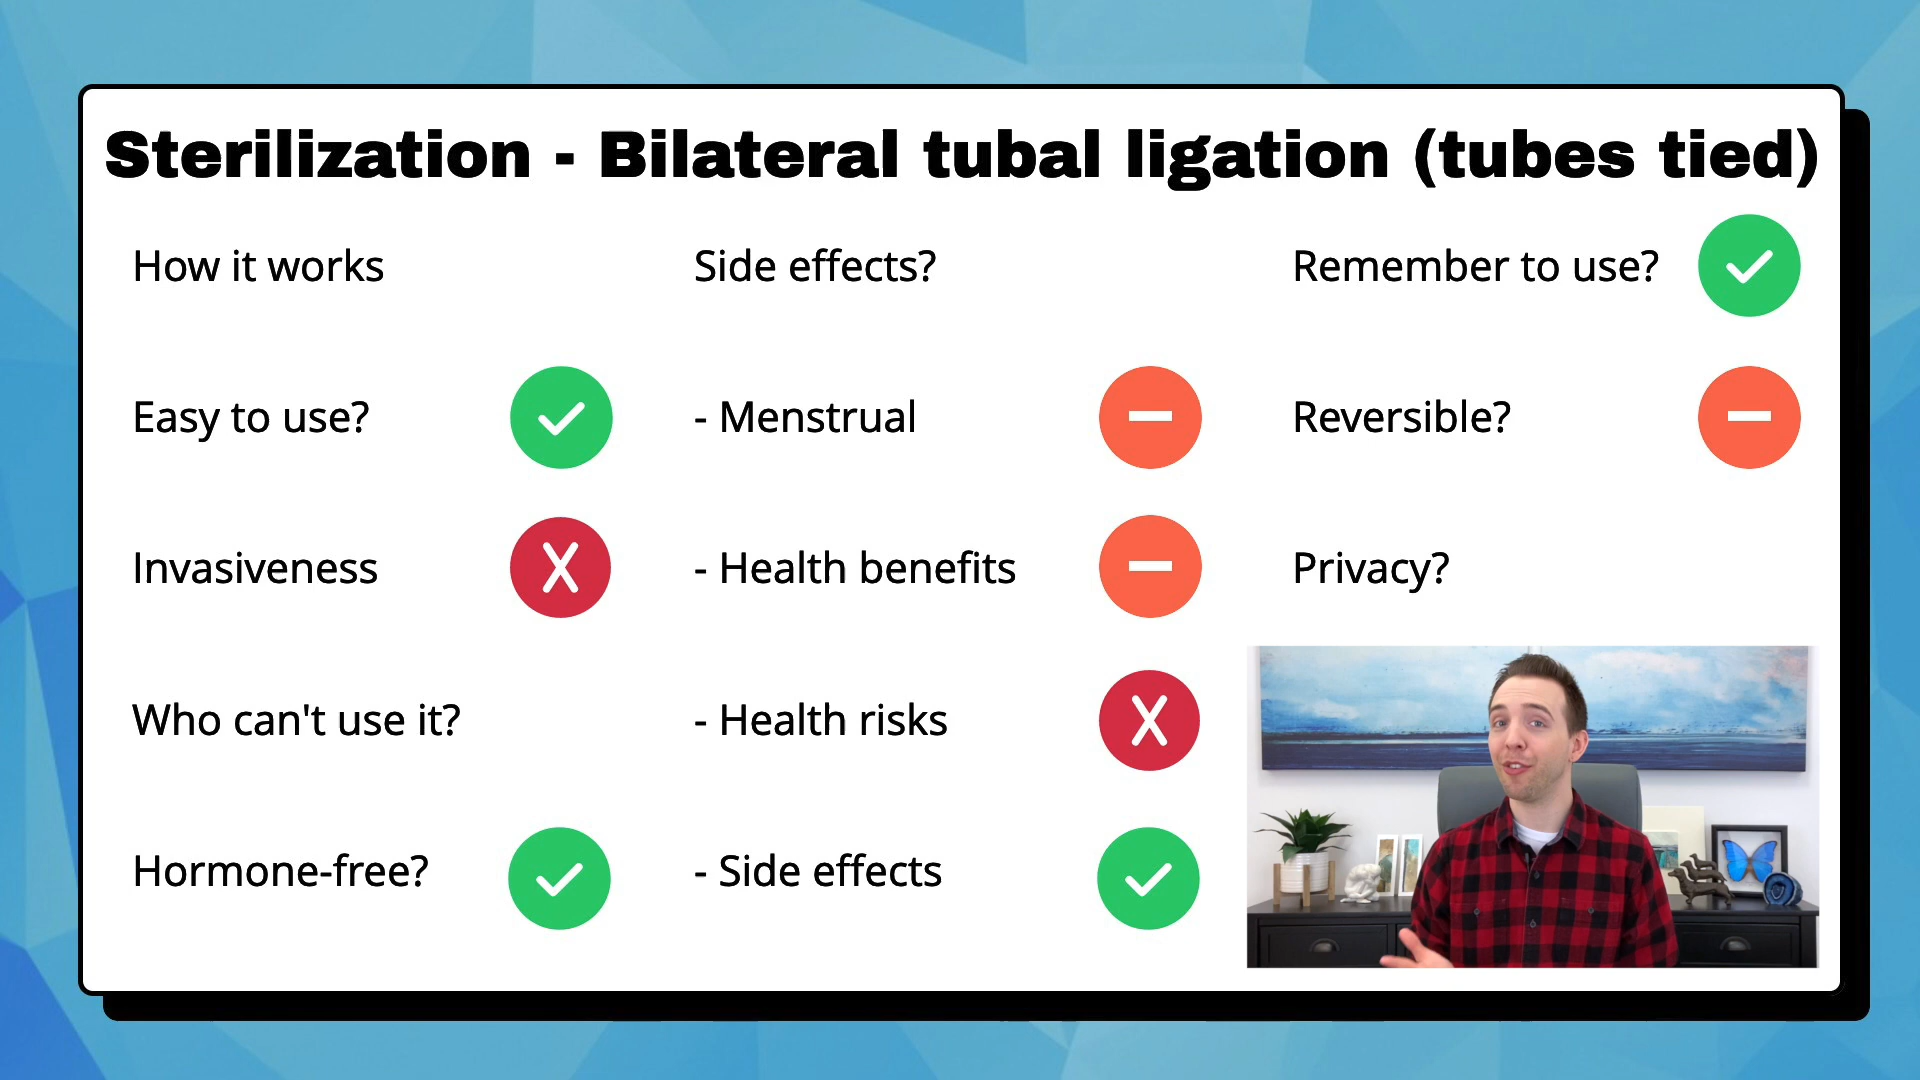 Sterilization - Bilateral tubal ligation (tubes tied)
How it works
Easy to use?
Invasiveness
Who can't use it?
Hormone-free?
Side effects?
- Menstrual
- Health benefits
- Health risks
- Side effects
Remember to use?
Reversible?
Privacy?